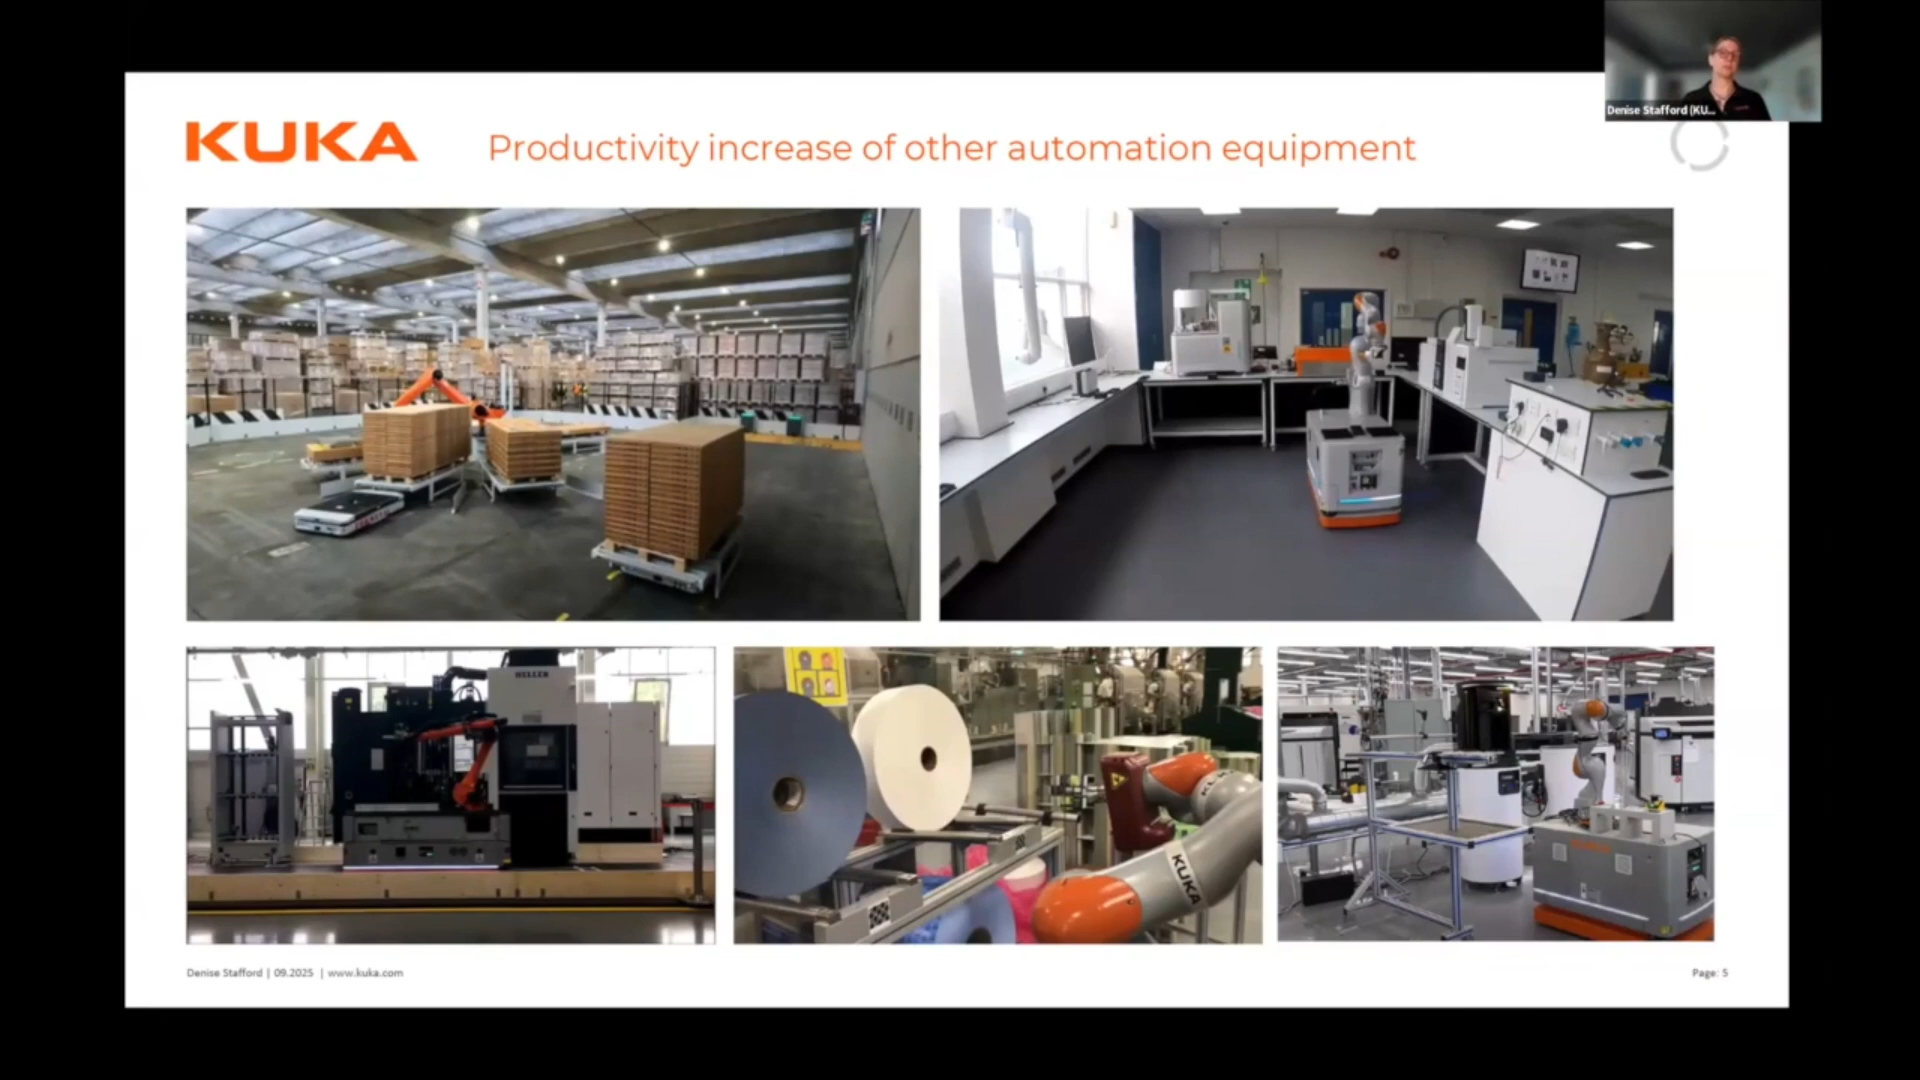 Denise Stafford (KU...
KUKA
Productivity increase of other automation equipment
HELLER
KUKA
Denise Stafford | 09.2025 | www.kuka.com
Page: 5